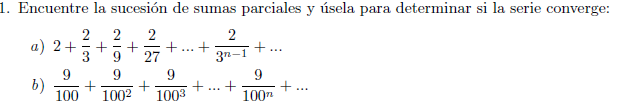 1. Encuentre la sucesión de sumas parciales y úsela para determinar si la serie converge:
a) 2 + 2/3 + 2/9 + 2/27 + ... + 2/3^{n−1} + ...
b) 9/100 + 9/100^2 + 9/100^3 + ... + 9/100^n + ...